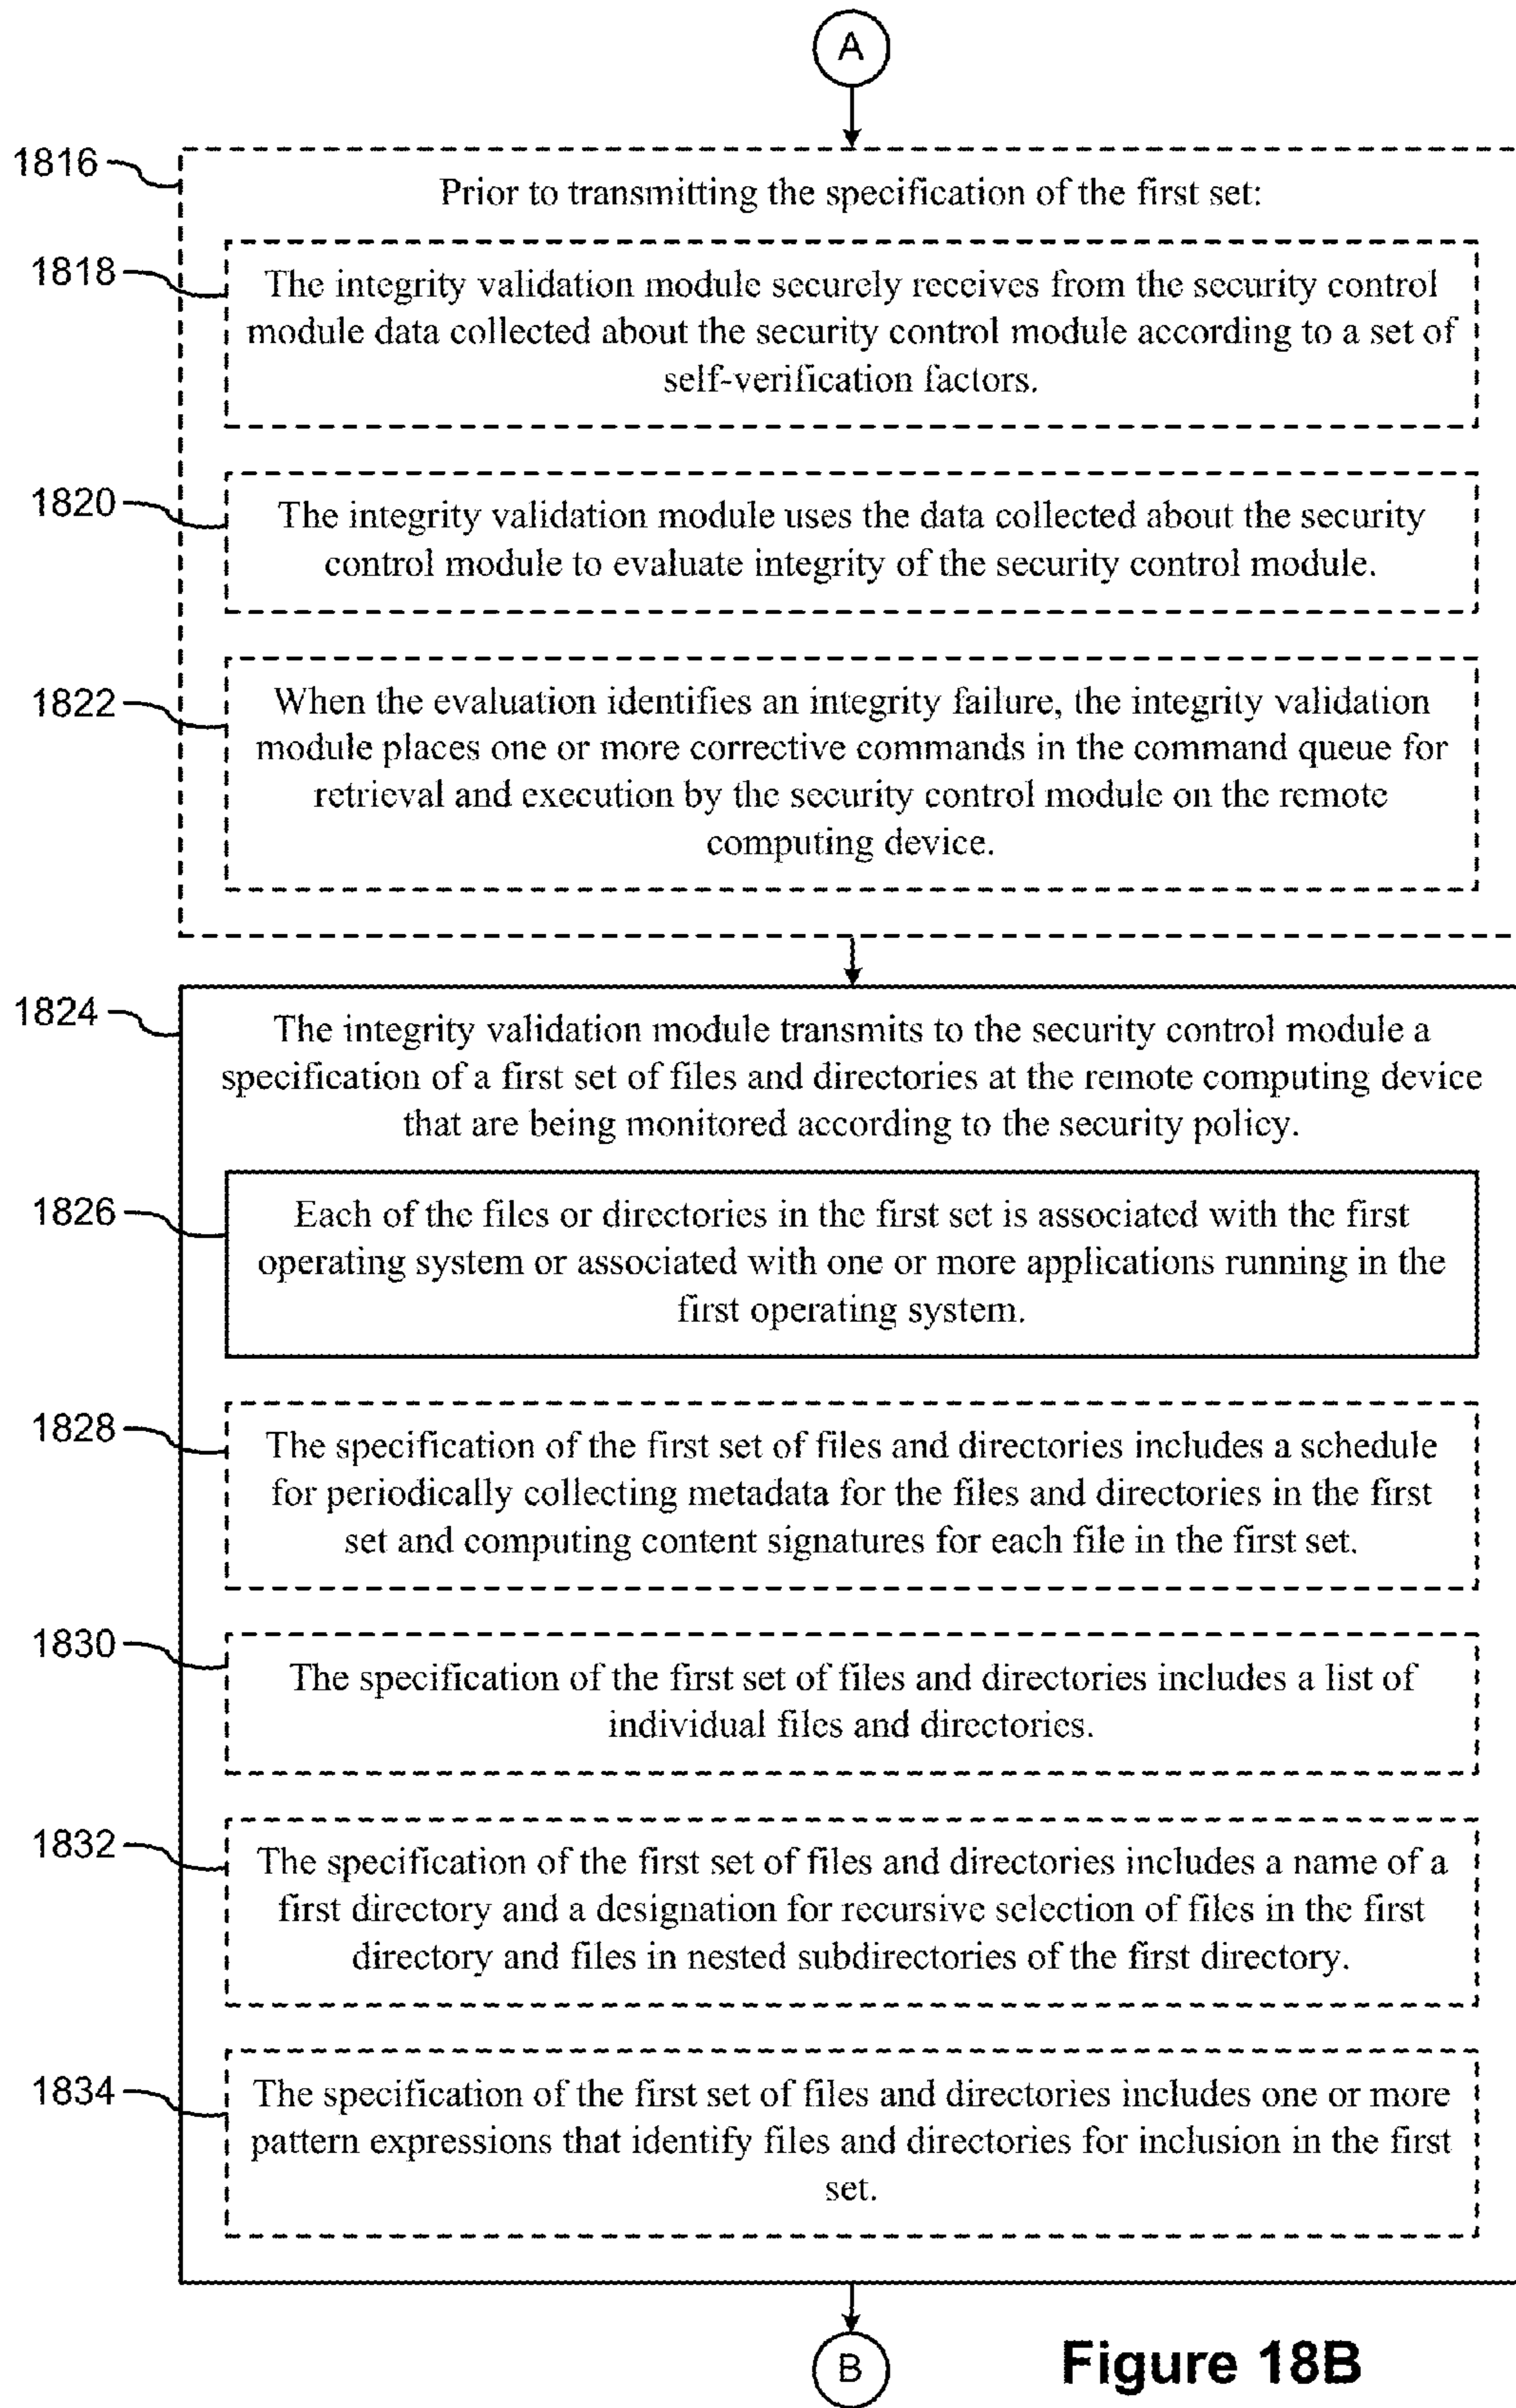 A
1816
Prior to transmitting the specification of the first set:
1818
The integrity validation module securely receives from the security control
module data collected about the security control module according to a set of
self-verification factors.
1820
The integrity validation module uses the data collected about the security
control module to evaluate integrity of the security control module.
1822
When the evaluation identifies an integrity failure, the integrity validation
module places one or more corrective commands in the command queue for
retrieval and execution by the security control module on the remote
computing device.
1824
The integrity validation module transmits to the security control module a
specification of a first set of files and directories at the remote computing device
that are being monitored according to the security policy.
1826
Each of the files or directories in the first set is associated with the first
operating system or associated with one or more applications running in the
first operating system.
1828
The specification of the first set of files and directories includes a schedule
for periodically collecting metadata for the files and directories in the first
set and computing content signatures for each file in the first set.
1830
The specification of the first set of files and directories includes a list of
individual files and directories.
1832
The specification of the first set of files and directories includes a name of a
first directory and a designation for recursive selection of files in the first
directory and files in nested subdirectories of the first directory.
1834
The specification of the first set of files and directories includes one or more
pattern expressions that identify files and directories for inclusion in the first
set.
B
Figure 18B